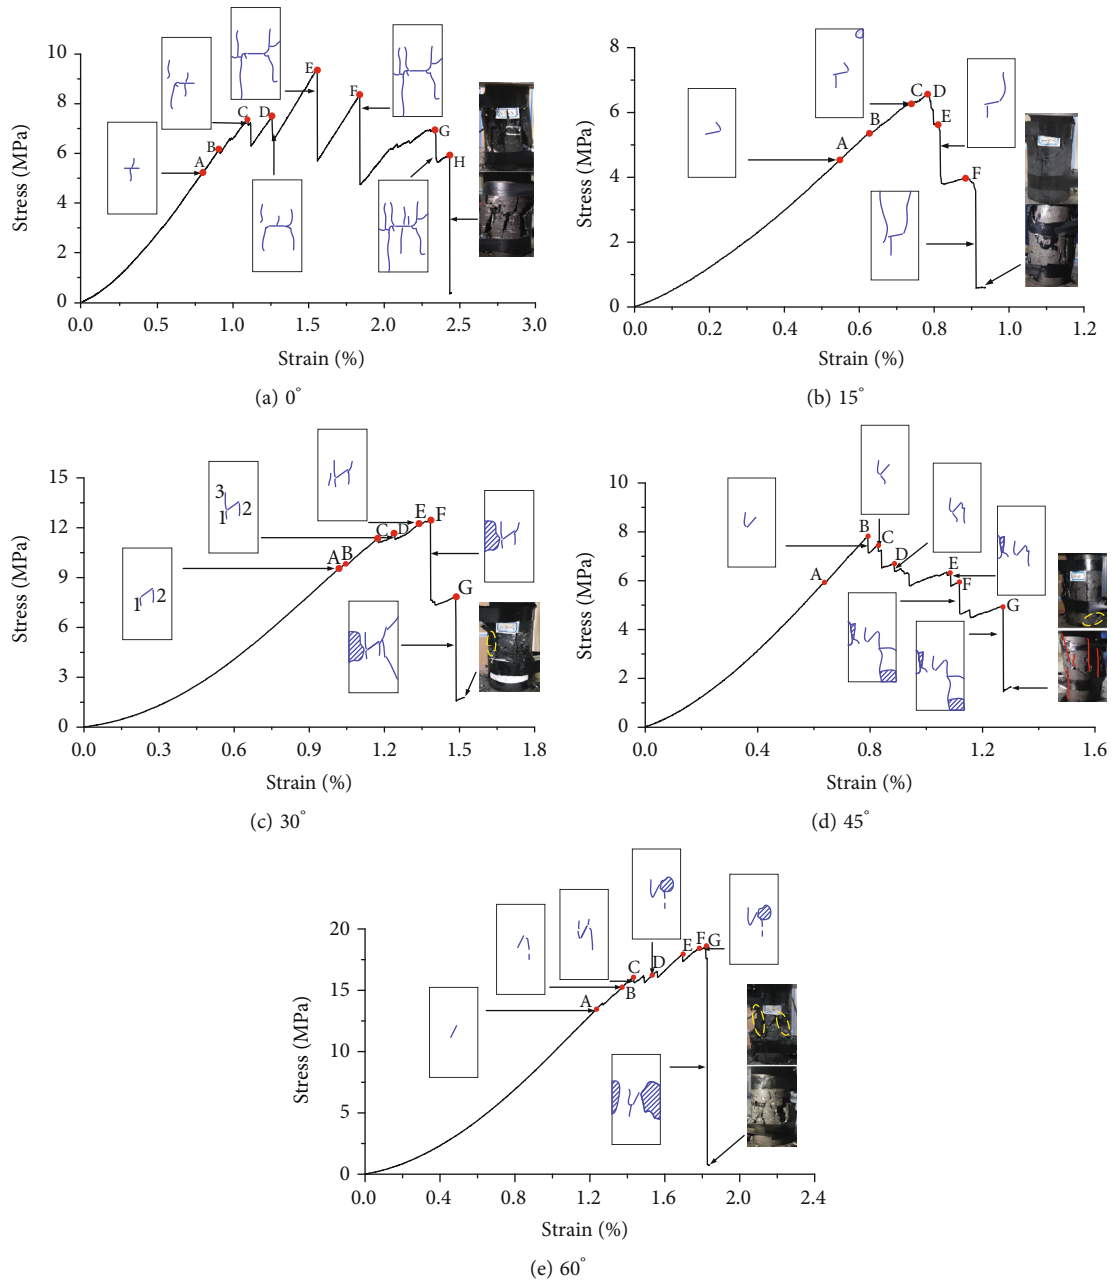 10
8
6
4
2
0
0.0 0.5 1.0 1.5 2.0 2.5 3.0
Stress (MPa)
Strain (%)
A
B
C
D
E
F
G
H
(a) 0°
8
6
4
2
0
0.0 0.2 0.4 0.6 0.8 1.0 1.2
Stress (MPa)
Strain (%)
A
B
C
D
E
F
(b) 15°
15
12
9
6
3
0
0.0 0.3 0.6 0.9 1.2 1.5 1.8
Stress (MPa)
Strain (%)
1 2
3
1 2
A
B
C
D
E
F
G
(c) 30°
10
8
6
4
2
0
0.0 0.4 0.8 1.2 1.6
Stress (MPa)
Strain (%)
A
B
C
D
E
F
G
(d) 45°
20
15
10
5
0
0.0 0.4 0.8 1.2 1.6 2.0 2.4
Stress (MPa)
Strain (%)
A
B
C
D
E
F
G
(e) 60°